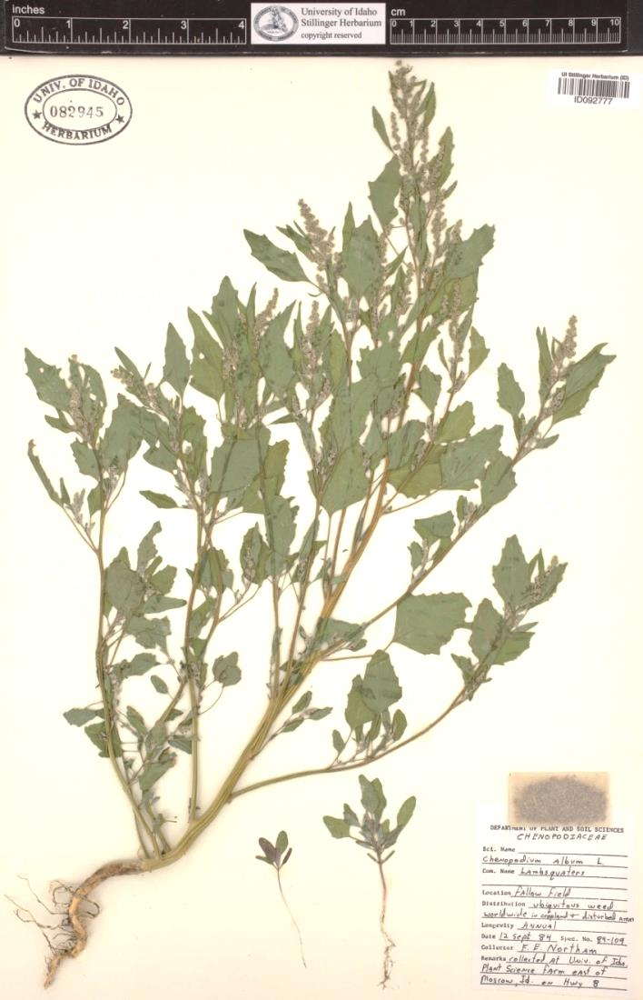 inches
1 2 3 4
University of Idaho
Stillinger Herbarium
copyright reserved
cm
0 1 2 3 4 5 6 7 8 9 10
UI Stillinger Herbarium (ID)
ID092777
UNIV. OF IDAHO
082945
HERBARIUM
DEPARTMENT OF PLANT AND SOIL SCIENCES
CHENOPODIACEAE
Sci. Name
Chenopodium album L.
Com. Name Lambsquaters
Location Fallow Field
Distribution ubiquitous weed
worldwide in cropland & disturbed areas
Longevity ANNUAL
Date 12 Sept 84 Spec. No. 84-109
Collector F. E. Northam
Remarks collected at Univ. of Ida.
Plant Science Farm east of
Moscow, Id. on Hwy 8